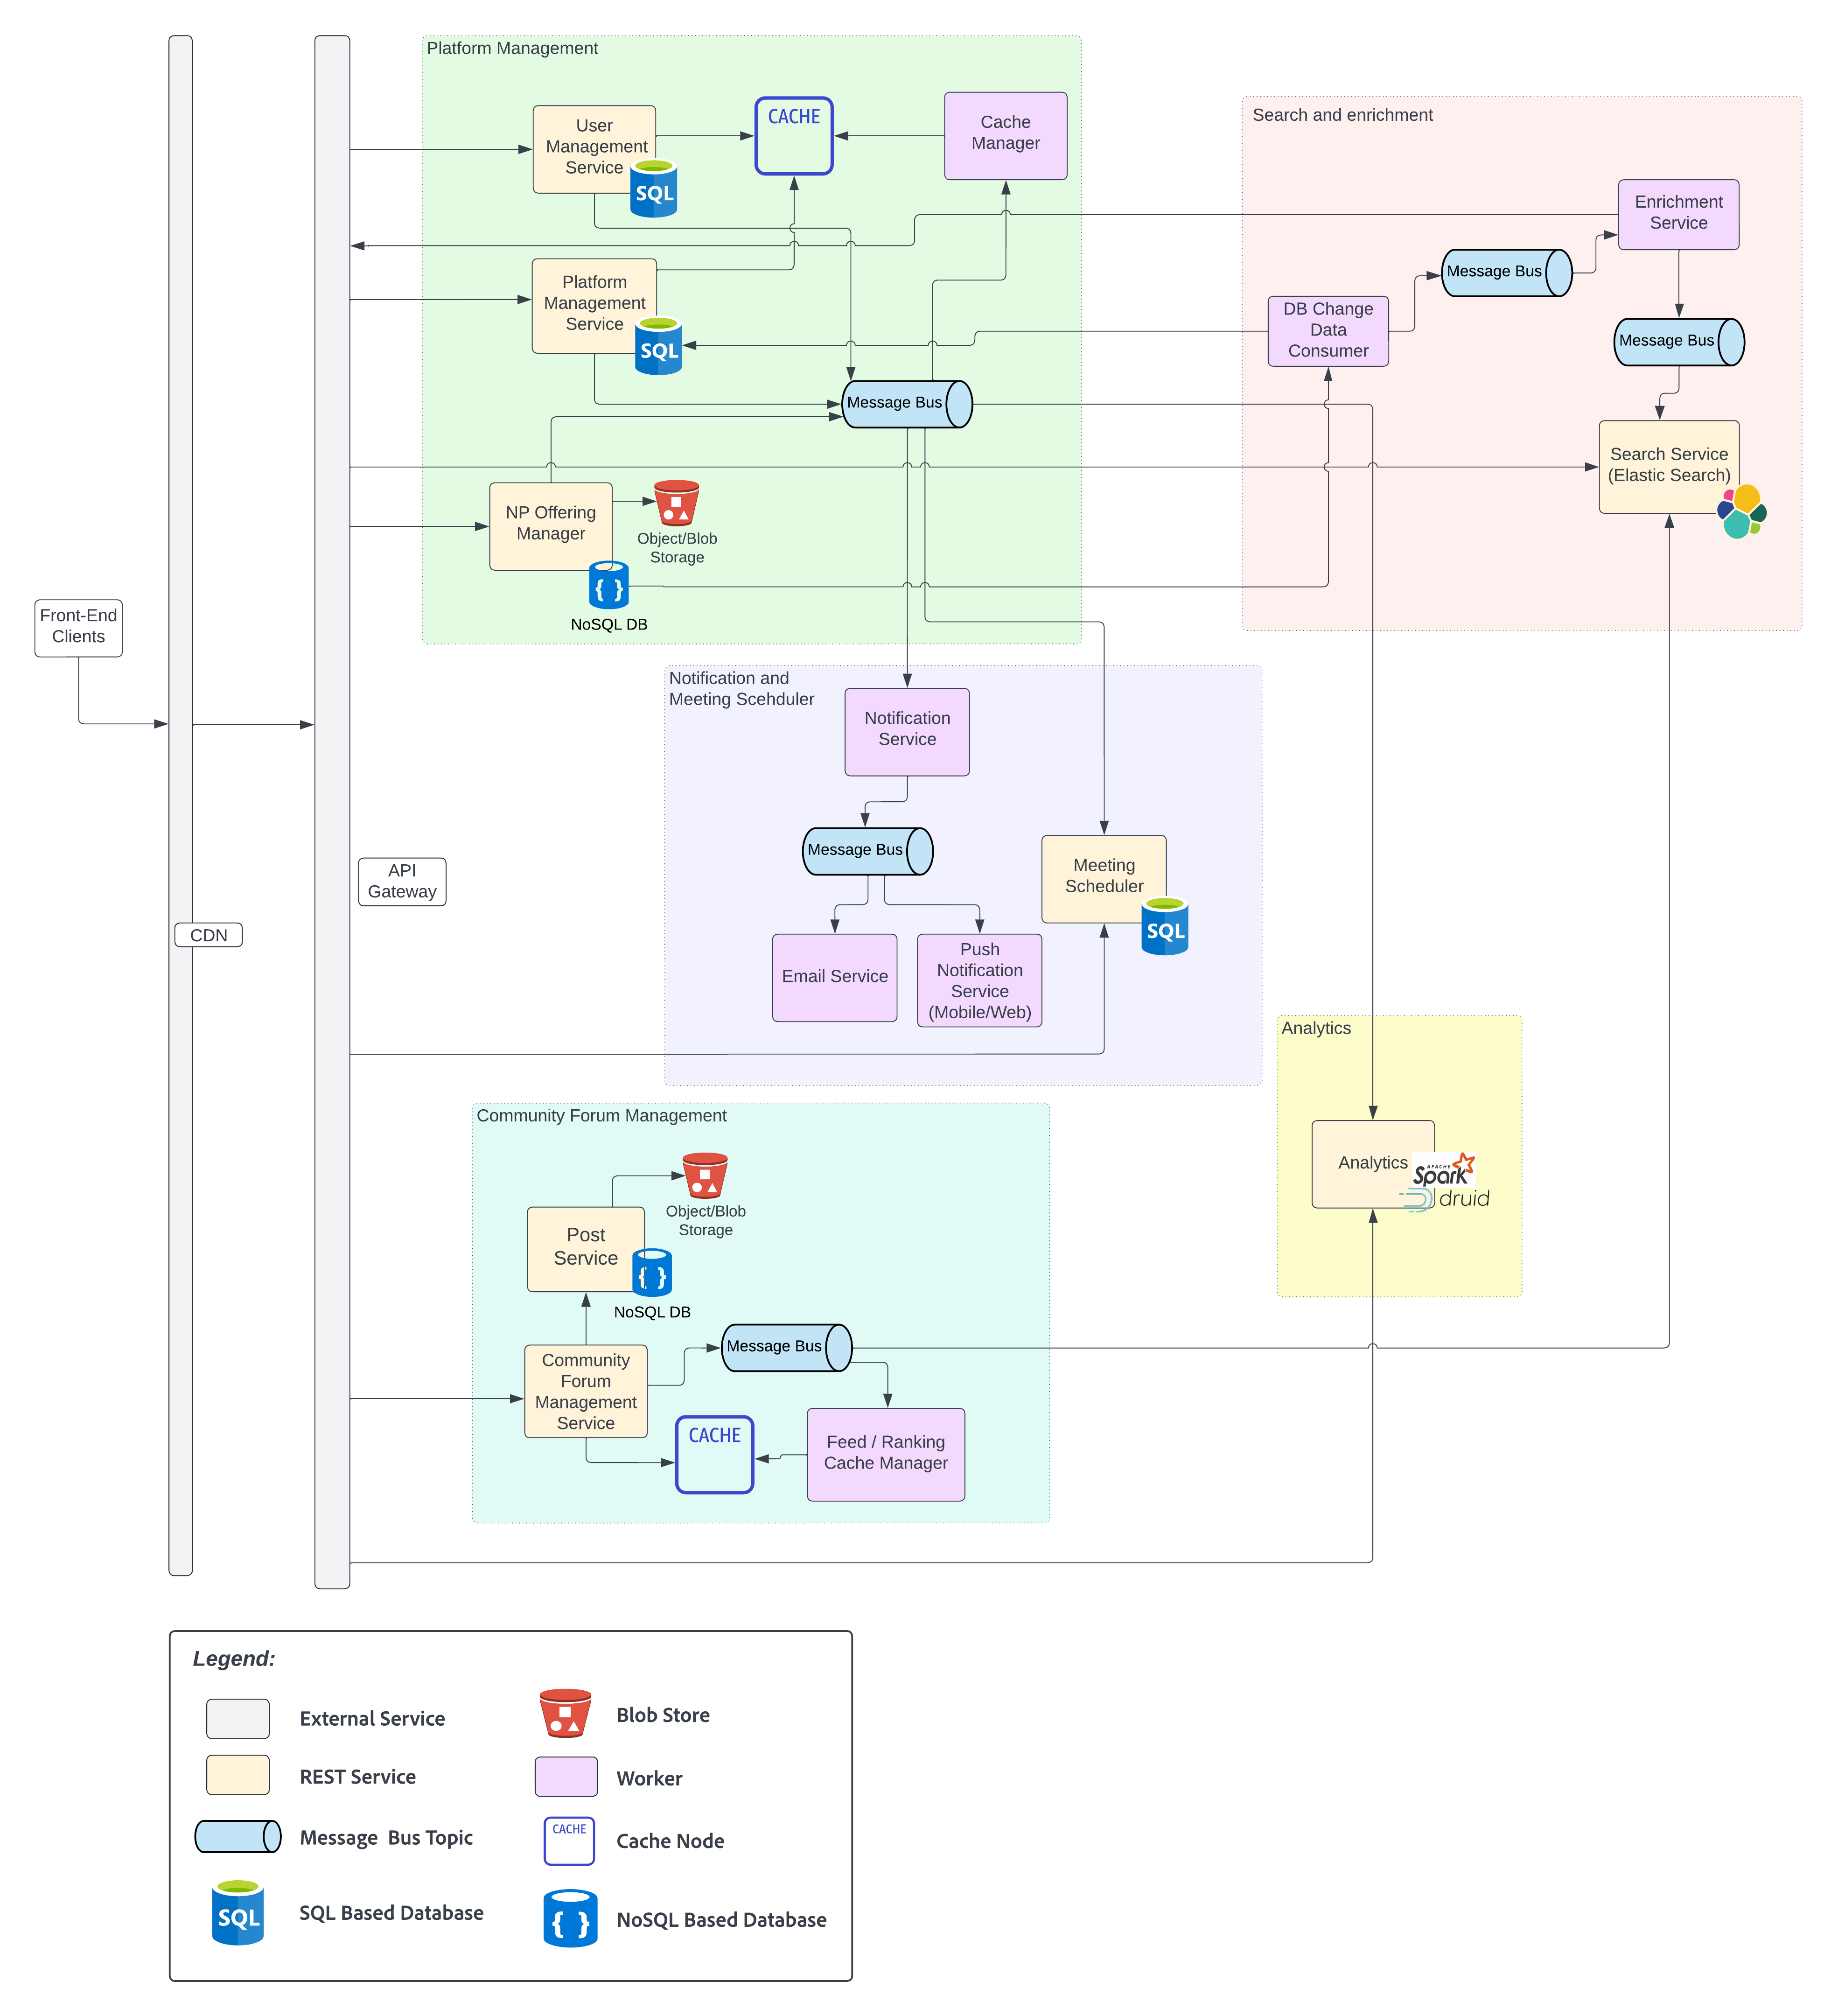 Platform Management
User
Management
Service
SQL
CACHE
Cache
Manager
Search and enrichment
Enrichment
Service
Message Bus
Platform
Management
Service
SQL
DB Change
Data
Consumer
Message Bus
Message Bus
Search Service
(Elastic Search)
NP Offering
Manager
Object/Blob
Storage
{ }
NoSQL DB
Front-End
Clients
Notification and
Meeting Scehduler
Notification
Service
Message Bus
Meeting
Scheduler
SQL
API
Gateway
CDN
Email Service
Push
Notification
Service
(Mobile/Web)
Analytics
Analytics
APACHE
Spark
druid
Community Forum Management
Object/Blob
Storage
Post
Service
{ }
NoSQL DB
Message Bus
Community
Forum
Management
Service
CACHE
Feed / Ranking
Cache Manager
Legend:
External Service
Blob Store
REST Service
Worker
Message Bus Topic
CACHE
Cache Node
SQL
SQL Based Database
{ }
NoSQL Based Database